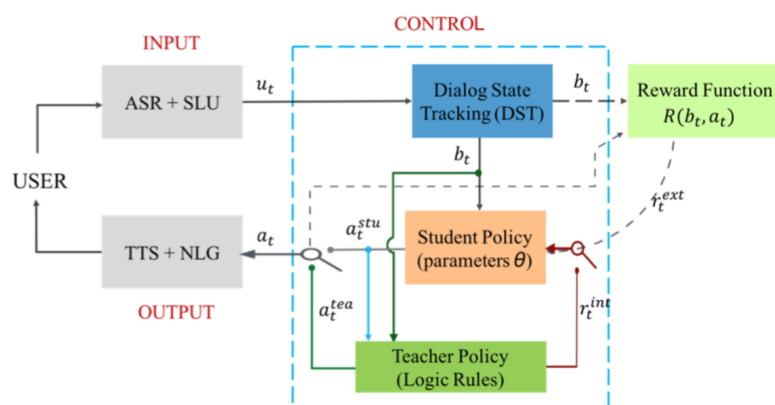 CONTROL
INPUT
ASR + SLU
u_t
Dialog State
Tracking (DST)
b_t
Reward Function
R(b_t, a_t)
b_t
USER
r_t^ext
TTS + NLG
a_t
a_t^stu
Student Policy
(parameters θ)
OUTPUT
a_t^tea
r_t^int
Teacher Policy
(Logic Rules)